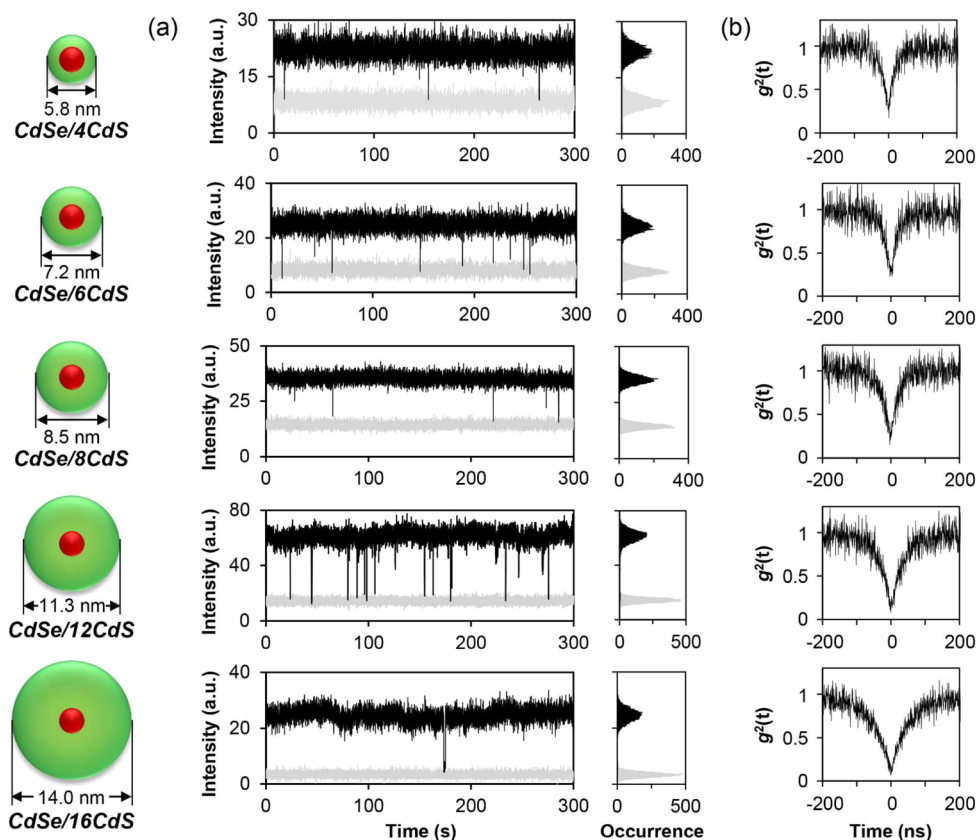 (a)
(b)
5.8 nm
CdSe/4CdS
Intensity (a.u.)
30
15
0
0 100 200 300
0 400
g²(t)
1
0.5
0
-200 0 200
7.2 nm
CdSe/6CdS
Intensity (a.u.)
40
20
0
0 100 200 300
0 200 400
g²(t)
1
0.5
0
-200 0 200
8.5 nm
CdSe/8CdS
Intensity (a.u.)
50
25
0
0 100 200 300
0 200 400
g²(t)
1
0.5
0
-200 0 200
11.3 nm
CdSe/12CdS
Intensity (a.u.)
80
40
0
0 100 200 300
0 250 500
g²(t)
1
0.5
0
-200 0 200
14.0 nm
CdSe/16CdS
Intensity (a.u.)
40
20
0
0 100 200 300
0 250 500
g²(t)
1
0.5
0
-200 0 200
Time (s)
Occurrence
Time (ns)